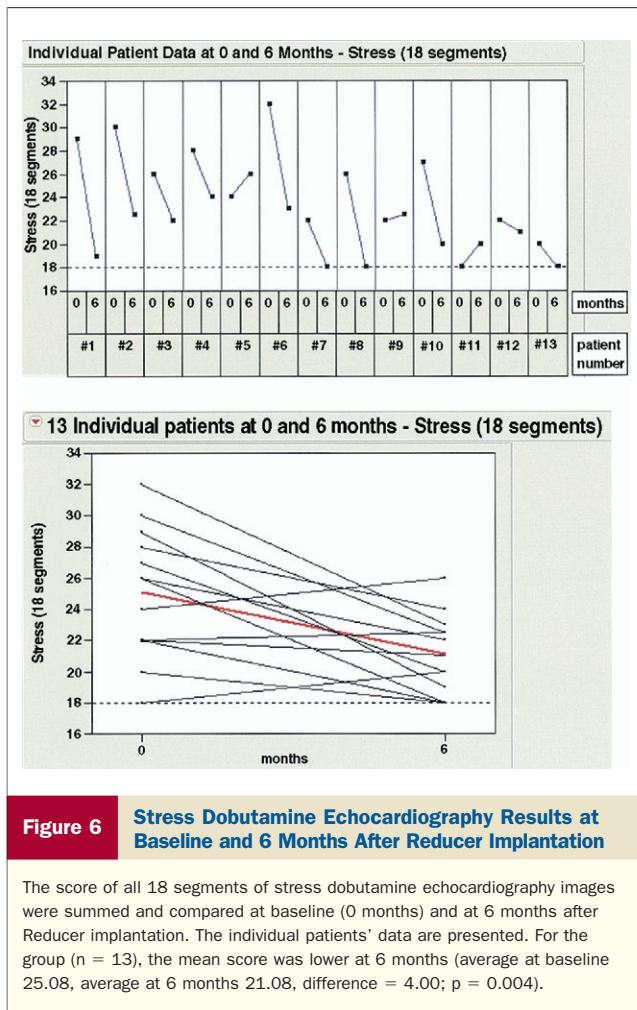 Individual Patient Data at 0 and 6 Months - Stress (18 segments)
Stress (18 segments)
34
32
30
28
26
24
22
20
18
16
0 6 0 6 0 6 0 6 0 6 0 6 0 6 0 6 0 6 0 6 0 6 0 6 0 6 months
#1 #2 #3 #4 #5 #6 #7 #8 #9 #10 #11 #12 #13 patient
number
13 Individual patients at 0 and 6 months - Stress (18 segments)
Stress (18 segments)
34
32
30
28
26
24
22
20
18
16
0 6
months
Figure 6 Stress Dobutamine Echocardiography Results at
Baseline and 6 Months After Reducer Implantation
The score of all 18 segments of stress dobutamine echocardiography images
were summed and compared at baseline (0 months) and at 6 months after
Reducer implantation. The individual patients' data are presented. For the
group (n = 13), the mean score was lower at 6 months (average at baseline
25.08, average at 6 months 21.08, difference = 4.00; p = 0.004).